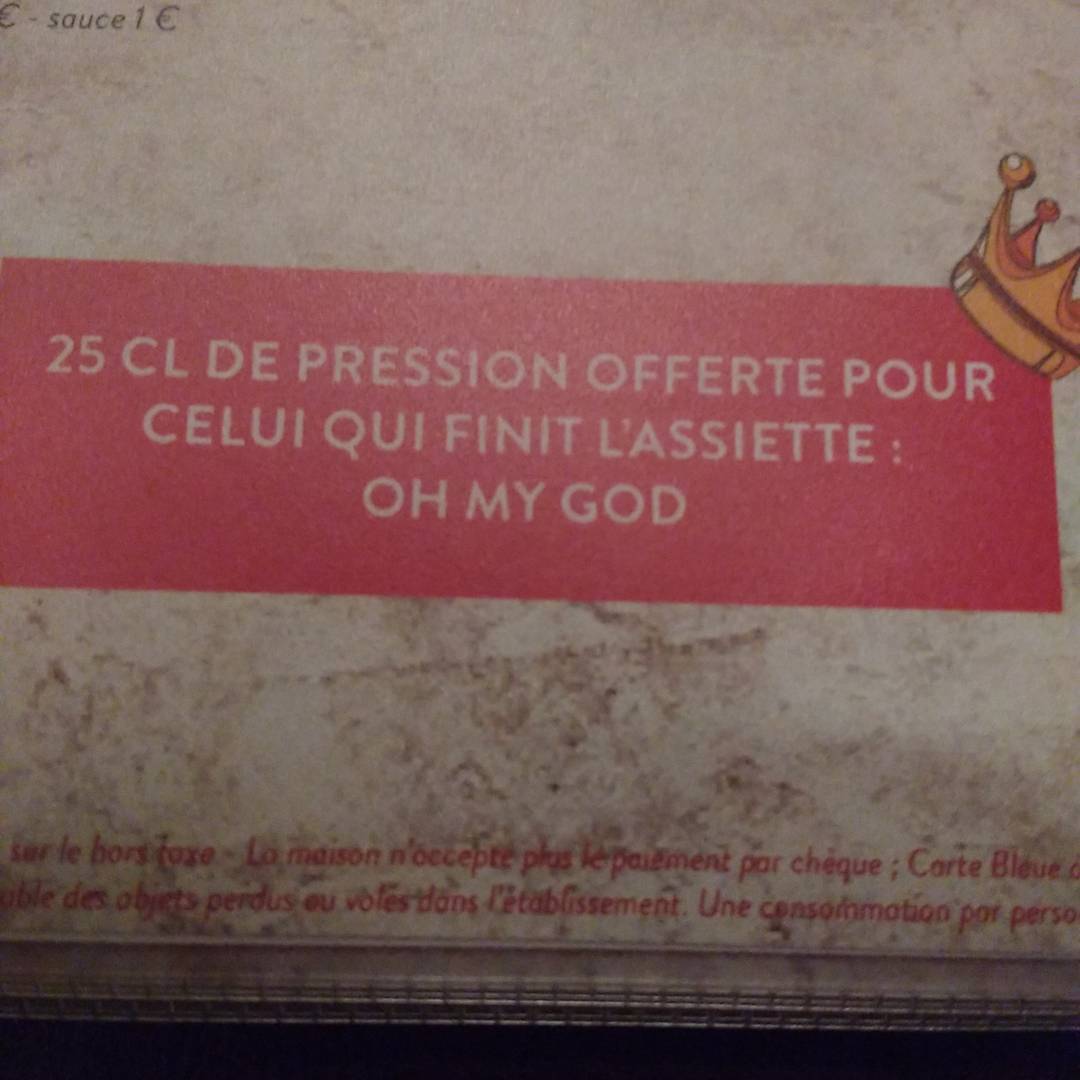 € - sauce 1 €
25 CL DE PRESSION OFFERTE POUR
CELUI QUI FINIT L'ASSIETTE :
OH MY GOD
sur le hors taxe - La maison n'accepte plus le paiement par chèque ; Carte Bleue
able des objets perdus ou volés dans l'établissement. Une consommation par perso